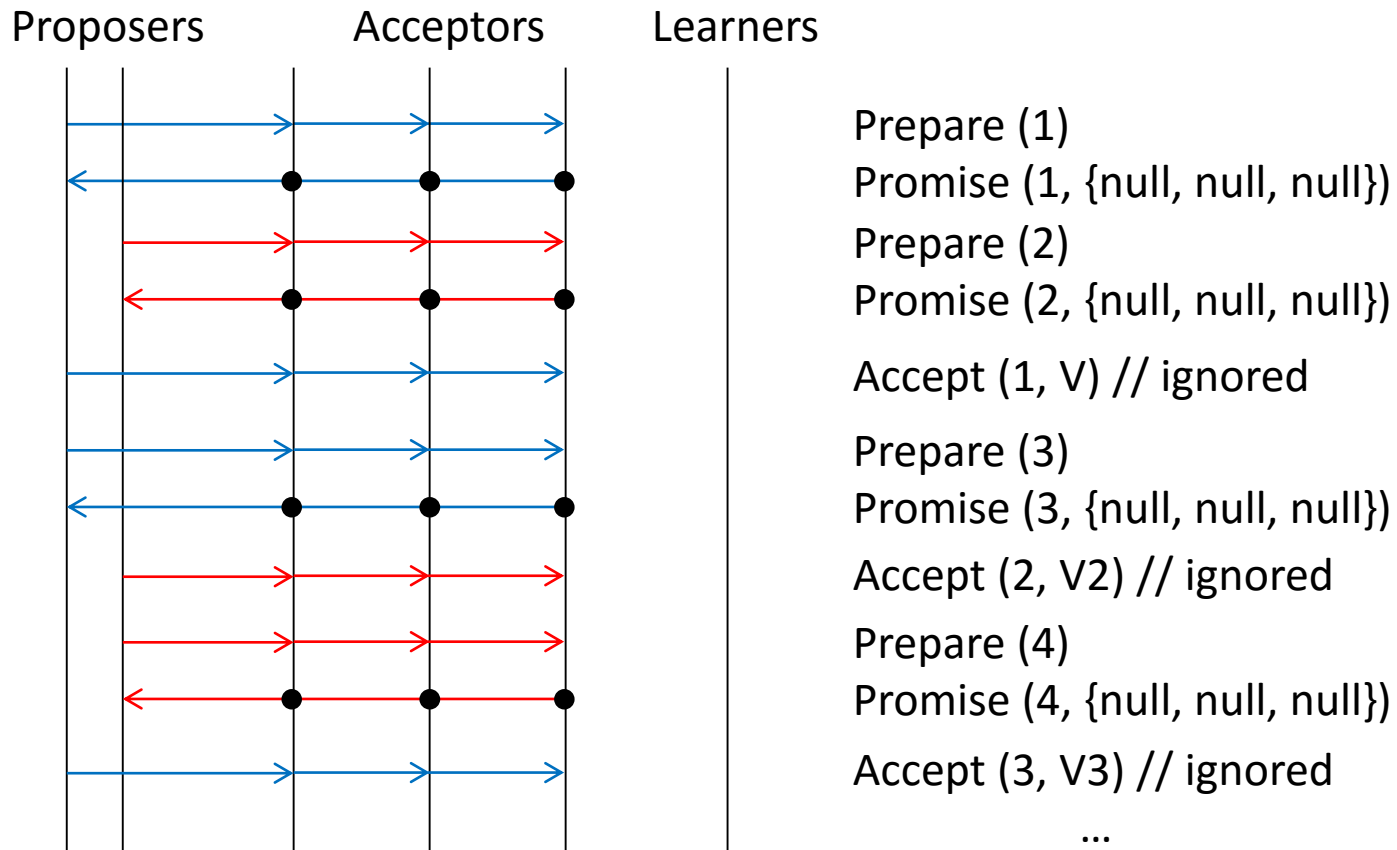 Proposers Acceptors Learners
Prepare (1)
Promise (1, {null, null, null})
Prepare (2)
Promise (2, {null, null, null})
Accept (1, V) // ignored
Prepare (3)
Promise (3, {null, null, null})
Accept (2, V2) // ignored
Prepare (4)
Promise (4, {null, null, null})
Accept (3, V3) // ignored
...